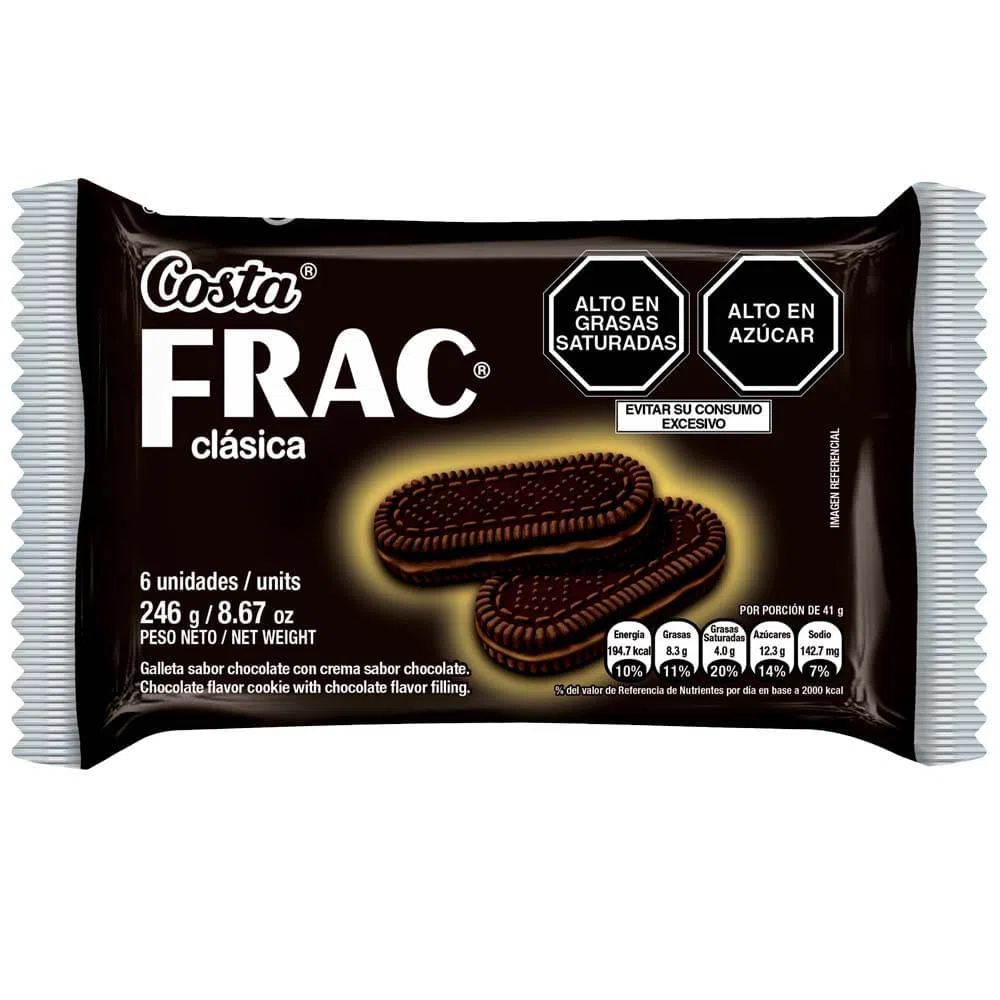 Costa®
FRAC®
clásica
ALTO EN
GRASAS
SATURADAS
ALTO EN
AZÚCAR
EVITAR SU CONSUMO
EXCESIVO
IMAGEN REFERENCIAL
6 unidades / units
246 g / 8.67 oz
PESO NETO / NET WEIGHT
Galleta sabor chocolate con crema sabor chocolate.
Chocolate flavor cookie with chocolate flavor filling.
POR PORCIÓN DE 41 g
Energía
194.7 kcal
10%
Grasas
8.3 g
11%
Grasas
Saturadas
4.0 g
20%
Azúcares
12.3 g
14%
Sodio
142.7 mg
7%
% del valor de Referencia de Nutrientes por día en base a 2000 kcal